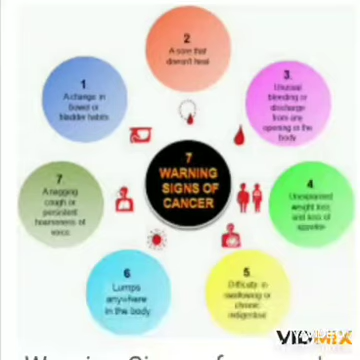 7
WARNING
SIGNS OF
CANCER
1
A change in
bowel or
bladder habits
2
A sore that
doesn't heal
3.
Unusual
bleeding or
discharge
from any
opening in the
body
4
Unexplained
weight loss
and loss of
appetite
5.
Difficulty in
swallowing or
chronic
indigestion
6
Lumps
anywhere
in the body
7
A nagging
cough or
persistent
hoarseness of
voice
VIDMIX